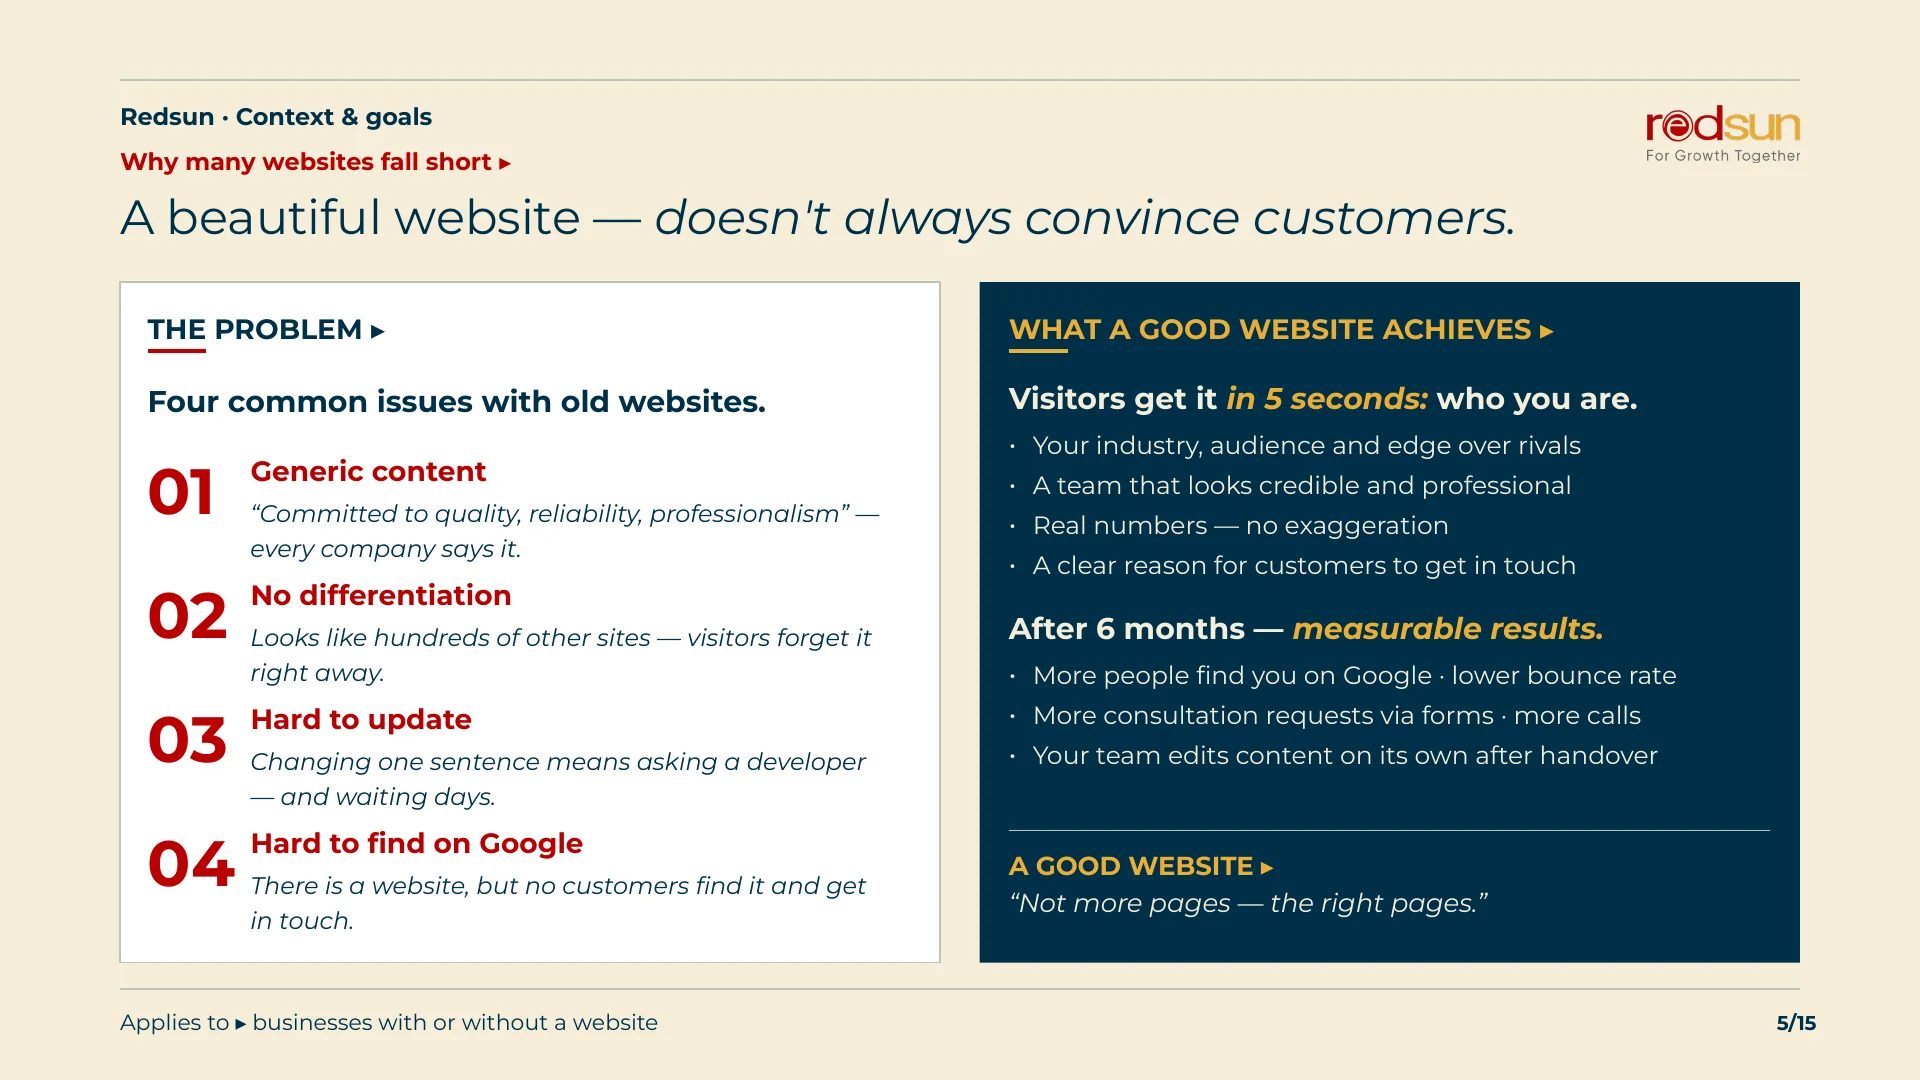 Redsun · Context & goals
Why many websites fall short ▸
redsun
For Growth Together
A beautiful website — doesn't always convince customers.
THE PROBLEM ▸
Four common issues with old websites.
01
Generic content
“Committed to quality, reliability, professionalism” —
every company says it.
02
No differentiation
Looks like hundreds of other sites — visitors forget it
right away.
03
Hard to update
Changing one sentence means asking a developer
— and waiting days.
04
Hard to find on Google
There is a website, but no customers find it and get
in touch.
WHAT A GOOD WEBSITE ACHIEVES ▸
Visitors get it in 5 seconds: who you are.
· Your industry, audience and edge over rivals
· A team that looks credible and professional
· Real numbers — no exaggeration
· A clear reason for customers to get in touch
After 6 months — measurable results.
· More people find you on Google · lower bounce rate
· More consultation requests via forms · more calls
· Your team edits content on its own after handover
A GOOD WEBSITE ▸
“Not more pages — the right pages.”
Applies to ▸ businesses with or without a website
5/15